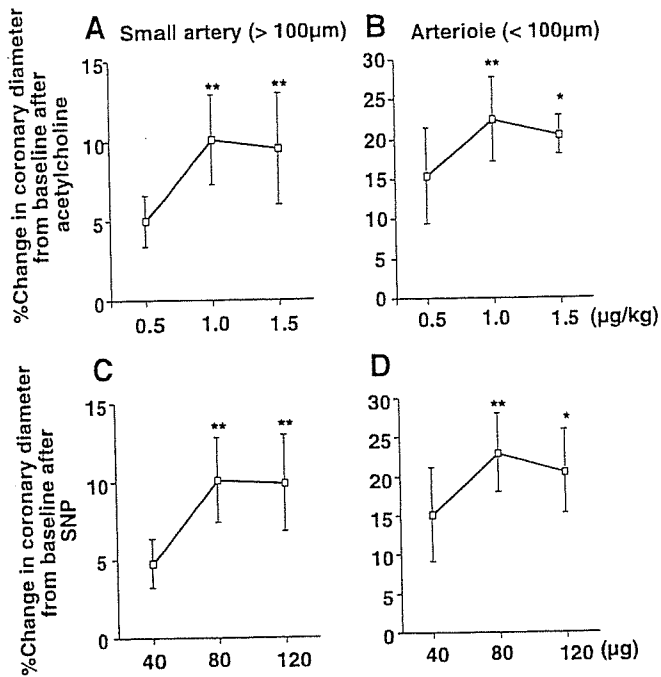 A Small artery (> 100µm)
B Arteriole (< 100µm)
%Change in coronary diameter
from baseline after
acetylcholine
15
10
5
0
** **
0.5 1.0 1.5
30
25
20
15
10
5
0
** *
0.5 1.0 1.5 (µg/kg)
C
%Change in coronary diameter
from baseline after
SNP
15
10
5
0
** **
40 80 120
D
30
25
20
15
10
5
0
** *
40 80 120 (µg)